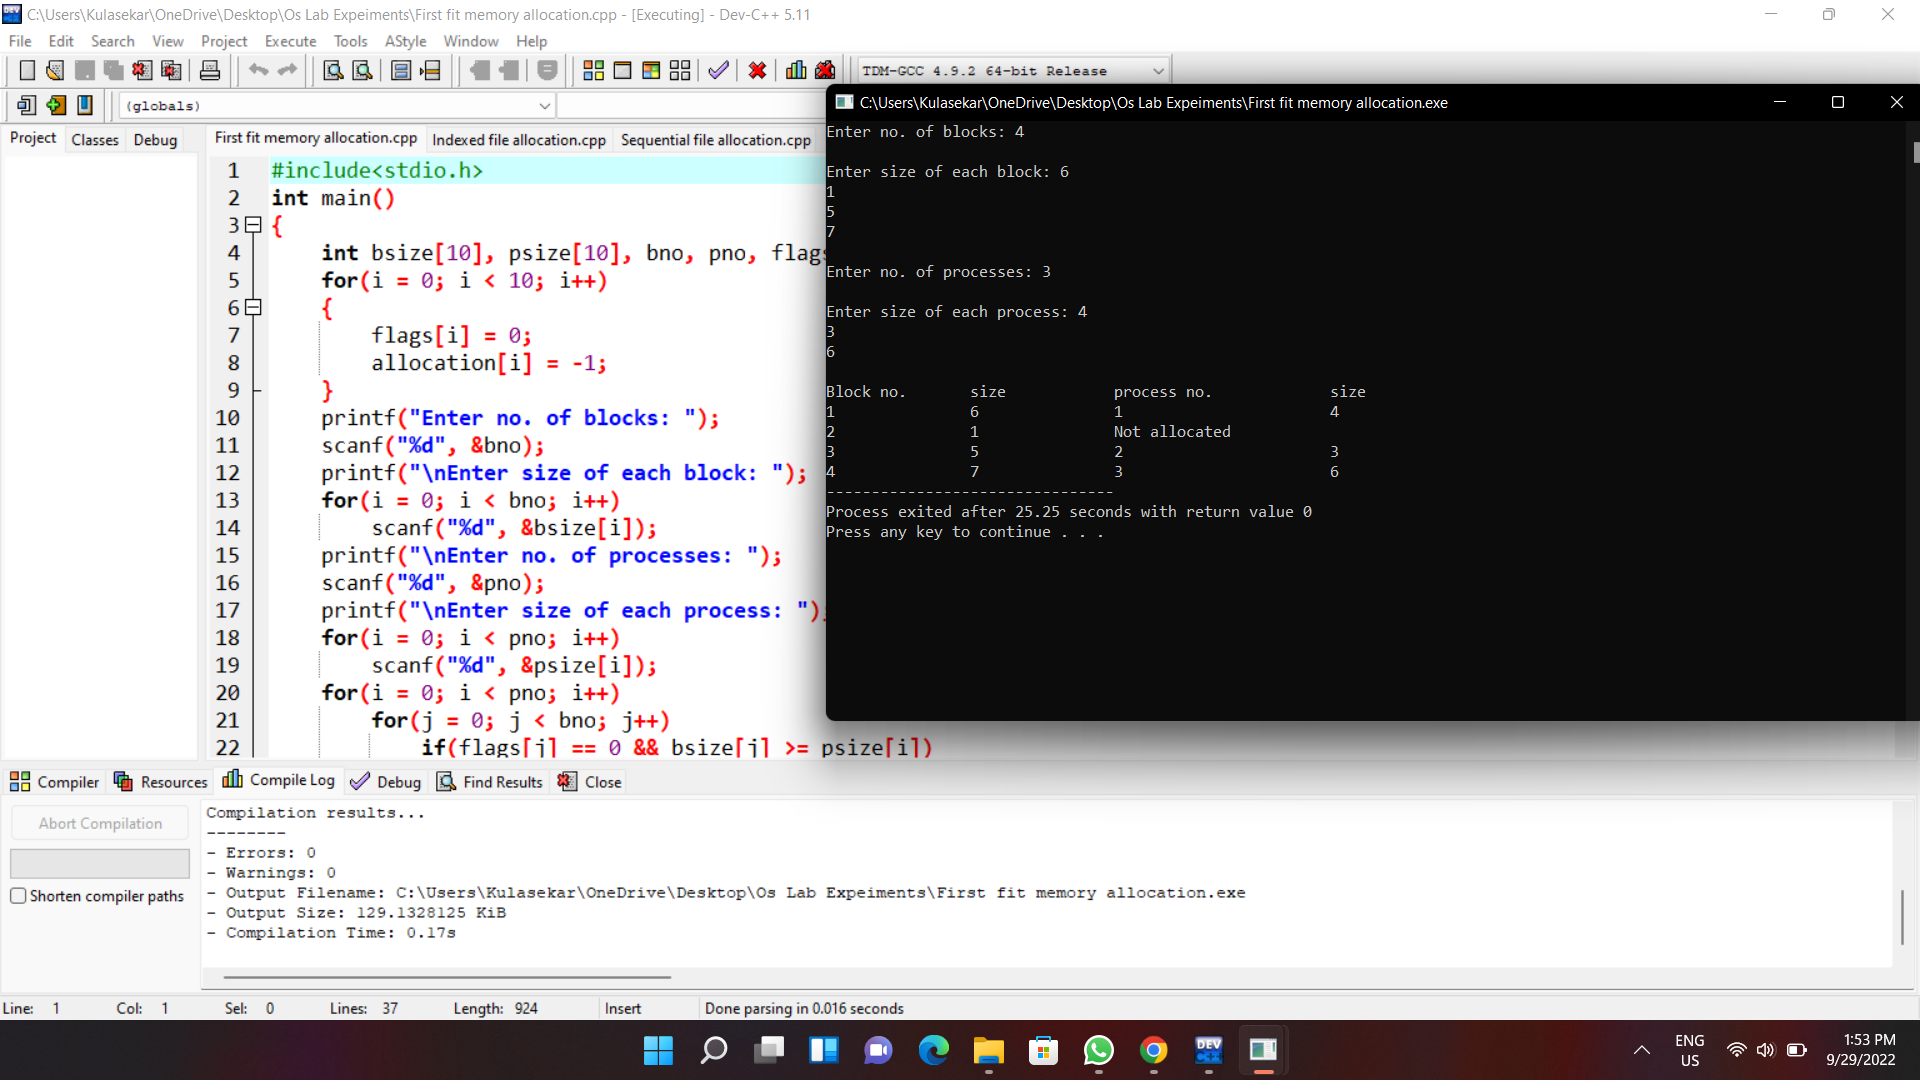 C:\Users\Kulasekar\OneDrive\Desktop\Os Lab Expeiments\First fit memory allocation.cpp - [Executing] - Dev-C++ 5.11
File Edit Search View Project Execute Tools AStyle Window Help
TDM-GCC 4.9.2 64-bit Release
(globals)
Project Classes Debug
First fit memory allocation.cpp Indexed file allocation.cpp Sequential file allocation.cpp
1 #include<stdio.h>
2 int main()
3 {
4 int bsize[10], psize[10], bno, pno, flags
5 for(i = 0; i < 10; i++)
6 {
7 flags[i] = 0;
8 allocation[i] = -1;
9 }
10 printf("Enter no. of blocks: ");
11 scanf("%d", &bno);
12 printf("\nEnter size of each block: ");
13 for(i = 0; i < bno; i++)
14 scanf("%d", &bsize[i]);
15 printf("\nEnter no. of processes: ");
16 scanf("%d", &pno);
17 printf("\nEnter size of each process: ");
18 for(i = 0; i < pno; i++)
19 scanf("%d", &psize[i]);
20 for(i = 0; i < pno; i++)
21 for(j = 0; j < bno; j++)
22 if(flags[j] == 0 && bsize[j] >= psize[i])
C:\Users\Kulasekar\OneDrive\Desktop\Os Lab Expeiments\First fit memory allocation.exe
Enter no. of blocks: 4
Enter size of each block: 6
1
5
7
Enter no. of processes: 3
Enter size of each process: 4
3
6
Block no. size process no. size
1 6 1 4
2 1 Not allocated
3 5 2 3
4 7 3 6
--------------------------------
Process exited after 25.25 seconds with return value 0
Press any key to continue . . .
Compiler Resources Compile Log Debug Find Results Close
Abort Compilation
Shorten compiler paths
Compilation results...
--------
- Errors: 0
- Warnings: 0
- Output Filename: C:\Users\Kulasekar\OneDrive\Desktop\Os Lab Expeiments\First fit memory allocation.exe
- Output Size: 129.1328125 KiB
- Compilation Time: 0.17s
Line: 1 Col: 1 Sel: 0 Lines: 37 Length: 924 Insert Done parsing in 0.016 seconds
DEV
ENG
US
1:53 PM
9/29/2022